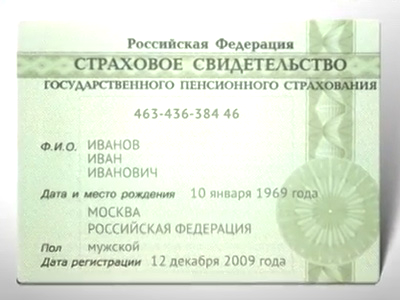 Российская Федерация
СТРАХОВОЕ СВИДЕТЕЛЬСТВО
ГОСУДАРСТВЕННОГО ПЕНСИОННОГО СТРАХОВАНИЯ
463-436-384 46
Ф.И.О. ИВАНОВ
ИВАН
ИВАНОВИЧ
Дата и место рождения 10 января 1969 года
МОСКВА
РОССИЙСКАЯ ФЕДЕРАЦИЯ
Пол мужской
Дата регистрации 12 декабря 2009 года